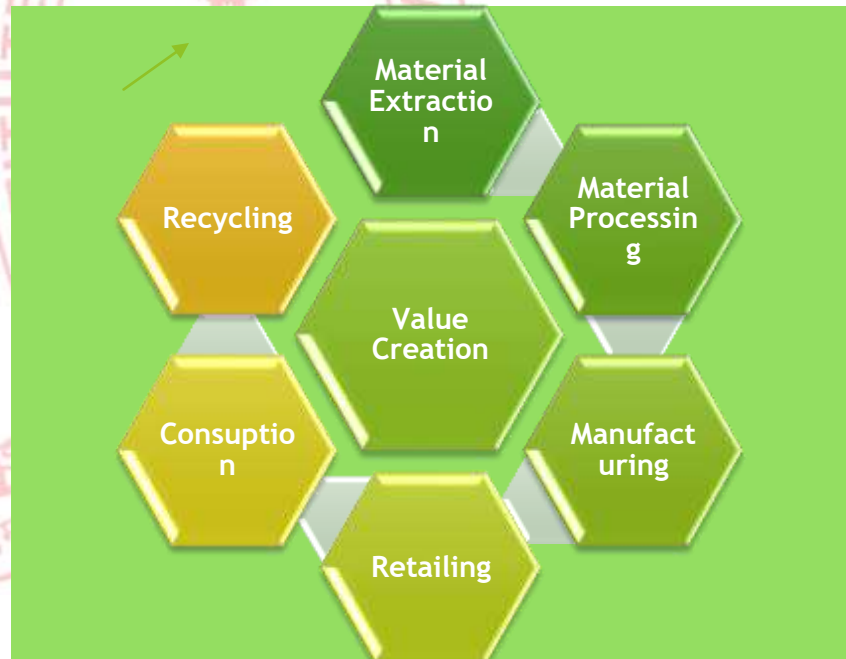 Material
Extractio
n
Material
Processin
g
Recycling
Value
Creation
Consuptio
n
Manufact
uring
Retailing